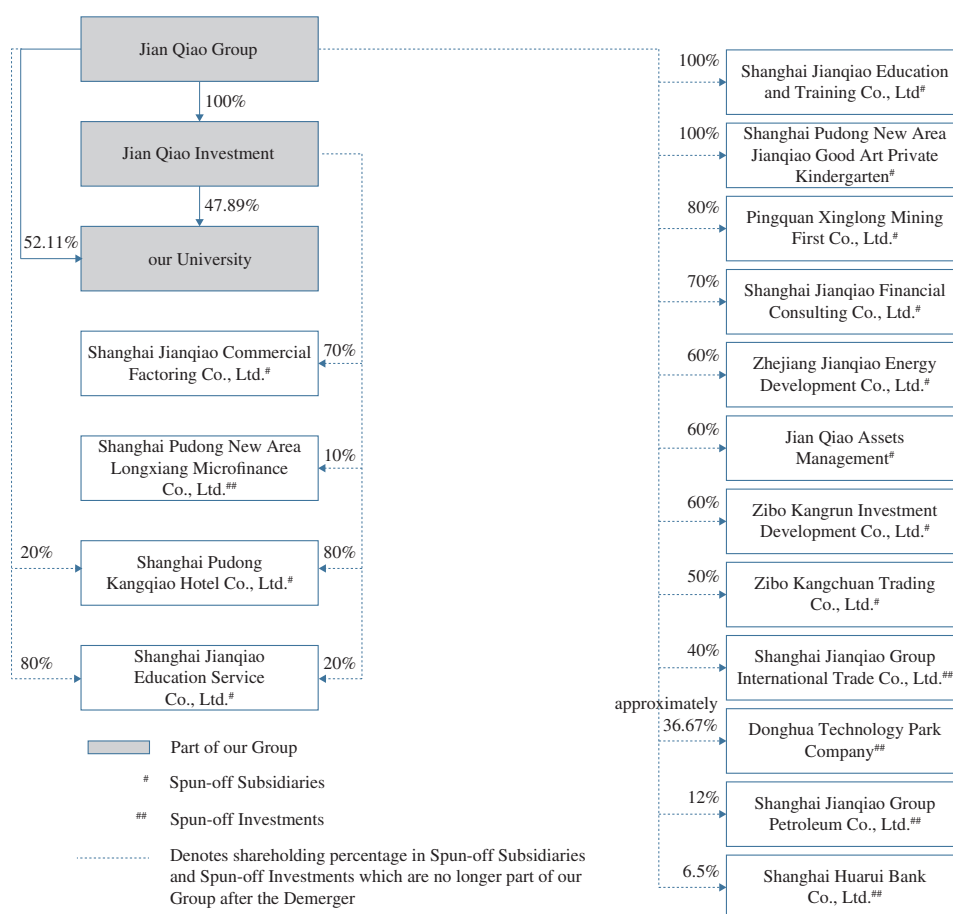 Jian Qiao Group
100%
Jian Qiao Investment
47.89%
52.11%
our University
Shanghai Jianqiao Commercial
Factoring Co., Ltd.#
70%
Shanghai Pudong New Area
Longxiang Microfinance
Co., Ltd.##
10%
20%
Shanghai Pudong
Kangqiao Hotel Co., Ltd.#
80%
80%
Shanghai Jianqiao
Education Service
Co., Ltd.#
20%
100%
Shanghai Jianqiao Education
and Training Co., Ltd#
100%
Shanghai Pudong New Area
Jianqiao Good Art Private
Kindergarten#
80%
Pingquan Xinglong Mining
First Co., Ltd.#
70%
Shanghai Jianqiao Financial
Consulting Co., Ltd.#
60%
Zhejiang Jianqiao Energy
Development Co., Ltd.#
60%
Jian Qiao Assets
Management#
60%
Zibo Kangrun Investment
Development Co., Ltd.#
50%
Zibo Kangchuan Trading
Co., Ltd.#
40%
Shanghai Jianqiao Group
International Trade Co., Ltd.##
approximately
36.67%
Donghua Technology Park
Company##
12%
Shanghai Jianqiao Group
Petroleum Co., Ltd.##
6.5%
Shanghai Huarui Bank
Co., Ltd.##
Part of our Group
# Spun-off Subsidiaries
## Spun-off Investments
Denotes shareholding percentage in Spun-off Subsidiaries
and Spun-off Investments which are no longer part of our
Group after the Demerger